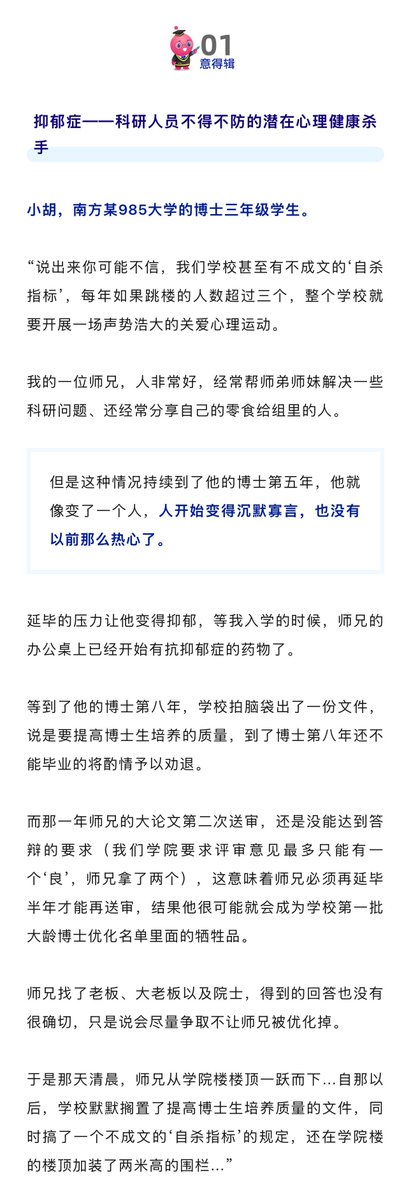 01
意得辑
抑郁症——科研人员不得不防的潜在心理健康杀
手
小胡，南方某985大学的博士三年级学生。
“说出来你可能不信，我们学校甚至有不成文的‘自杀
指标’，每年如果跳楼的人数超过三个，整个学校就
要开展一场声势浩大的关爱心理运动。
我的一位师兄，人非常好，经常帮师弟师妹解决一些
科研问题、还经常分享自己的零食给组里的人。
但是这种情况持续到了他的博士第五年，他就
像变了一个人，人开始变得沉默寡言，也没有
以前那么热心了。
延毕的压力让他变得抑郁，等我入学的时候，师兄的
办公桌上已经开始有抗抑郁症的药物了。
等到了他的博士第八年，学校拍脑袋出了一份文件，
说是要提高博士生培养的质量，到了博士第八年还不
能毕业的将酌情予以劝退。
而那一年师兄的大论文第二次送审，还是没能达到答
辩的要求（我们学院要求评审意见最多只能有一
个‘良’，师兄拿了两个），这意味着师兄必须再延毕
半年才能再送审，结果他很可能就会成为学校第一批
大龄博士优化名单里面的牺牲品。
师兄找了老板、大老板以及院士，得到的回答也没有
很确切，只是说会尽量争取不让师兄被优化掉。
于是那天清晨，师兄从学院楼楼顶一跃而下...自那以
后，学校默默搁置了提高博士生培养质量的文件，同
时搞了一个不成文的‘自杀指标’的规定，还在学院楼
的楼顶加装了两米高的围栏...”